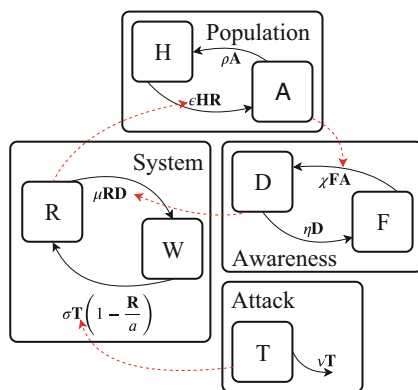 H
Population
ρA
A
ϵHR
System
R
μRD
W
D
χFA
F
ηD
Awareness
σT(1 − R/a)
Attack
T
νT